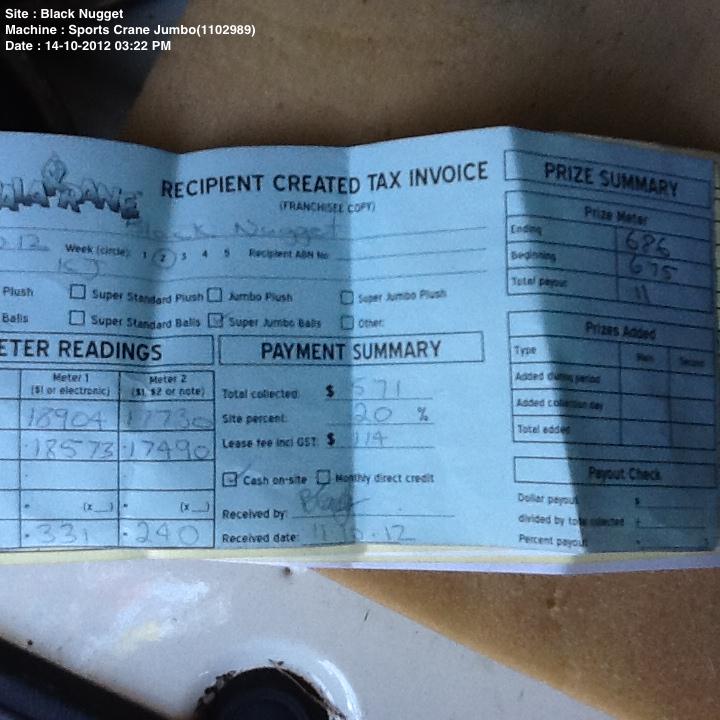 Site : Black Nugget
Machine : Sports Crane Jumbo(1102989)
Date : 14-10-2012 03:22 PM
RECIPIENT CREATED TAX INVOICE
(FRANCHISEE COPY)
Black Nugget
Week (circle): 1 2 3 4 5 Recipient ABN No
Plush Super Standard Plush Jumbo Plush Super Jumbo Plush
Balls Super Standard Balls Super Jumbo Balls Other:
ETER READINGS
Meter 1 Meter 2
($1 or electronic) ($1, $2 or note)
18904 17730
18573 17490
(x __) (x __)
331 240
PAYMENT SUMMARY
Total collected: $ 571
Site percent: 20 %
Lease fee incl GST: $ 114
Cash on-site Monthly direct credit
Received by:
Received date:
PRIZE SUMMARY
Prize Meter
Ending 686
Beginning 675
Total payout 11
Prizes Added
Type Main Second
Added during period
Added collection day
Total added
Payout Check
Dollar payout $
divided by total collected
Percent payout